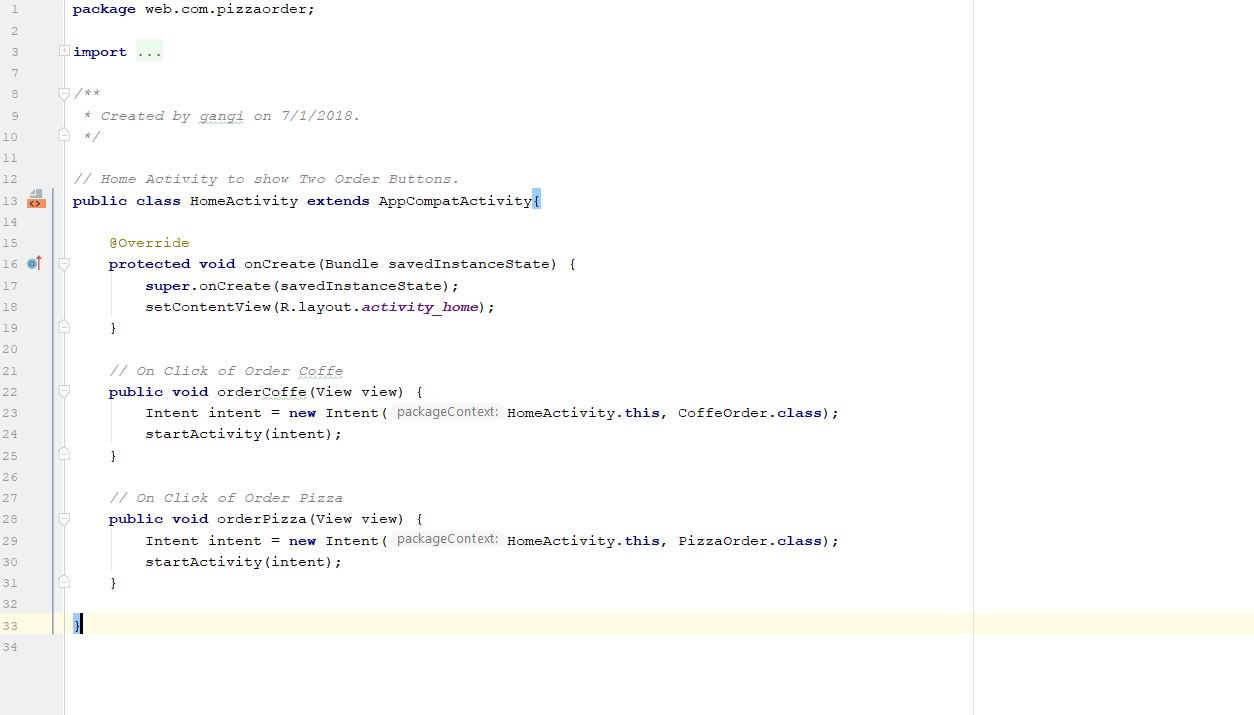 1 package web.com.pizzaorder;
2
3 import ...
7
8 /**
9  * Created by gangi on 7/1/2018.
10  */
11
12 // Home Activity to show Two Order Buttons.
13 public class HomeActivity extends AppCompatActivity{
14
15     @Override
16     protected void onCreate(Bundle savedInstanceState) {
17         super.onCreate(savedInstanceState);
18         setContentView(R.layout.activity_home);
19     }
20
21     // On Click of Order Coffe
22     public void orderCoffe(View view) {
23         Intent intent = new Intent( packageContext: HomeActivity.this, CoffeOrder.class);
24         startActivity(intent);
25     }
26
27     // On Click of Order Pizza
28     public void orderPizza(View view) {
29         Intent intent = new Intent( packageContext: HomeActivity.this, PizzaOrder.class);
30         startActivity(intent);
31     }
32
33 }
34